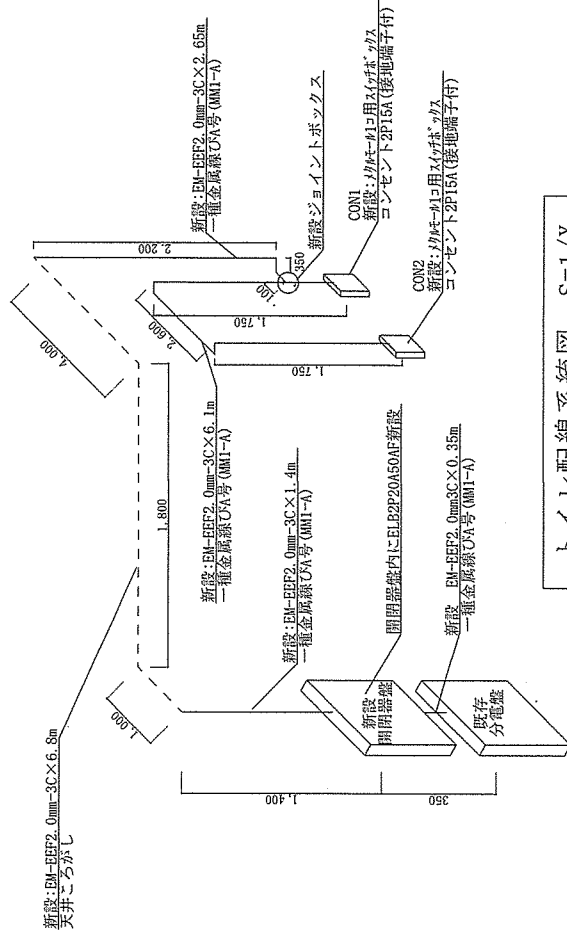 新設:EM-EEF2.0mm-3C×6.8m
天井ころがし
1,000
1,800
4,000
新設:EM-EEF2.0mm-3C×2.65m
一種金属線ぴA号(MM1-A)
2,200
新設ジョイントボックス
350
100
1,750
2,600
CON1
新設:メタルモール1コ用スイッチボックス
コンセント2P15A(接地端子付)
CON2
新設:メタルモール1コ用スイッチボックス
コンセント2P15A(接地端子付)
1,750
新設:EM-EEF2.0mm-3C×6.1m
一種金属線ぴA号(MM1-A)
新設:EM-EEF2.0mm-3C×1.4m
一種金属線ぴA号(MM1-A)
開閉器盤内にELB2P20A50AF新設
新設 EM-EEF2.0mm3C×0.35m
一種金属線ぴA号(MM1-A)
1,400
350
新設
開閉器盤
既存
分電盤
トイレ配線系統図 S=1/X